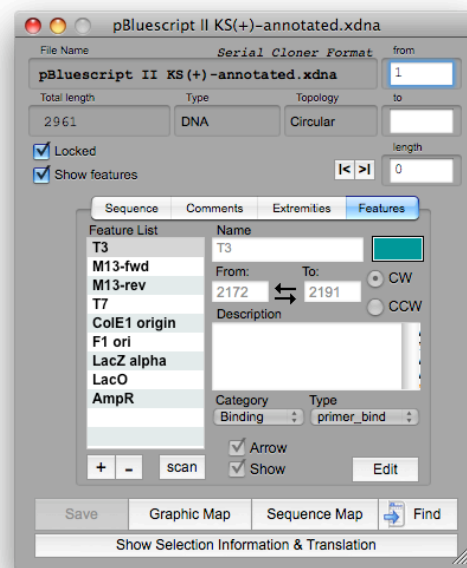 pBluescript II KS(+)-annotated.xdna
File Name Serial Cloner Format from
pBluescript II KS(+)-annotated.xdna 1
Total length Type Topology to
2961 DNA Circular
Locked length
Show features |< >| 0
Sequence Comments Extremities Features
Feature List Name
T3 T3
M13-fwd From: To: CW
M13-rev 2172 2191
T7 CCW
ColE1 origin Description
F1 ori
LacZ alpha
LacO
AmpR Category Type
Binding primer_bind
Arrow
+ - scan Show Edit
Save Graphic Map Sequence Map Find
Show Selection Information & Translation